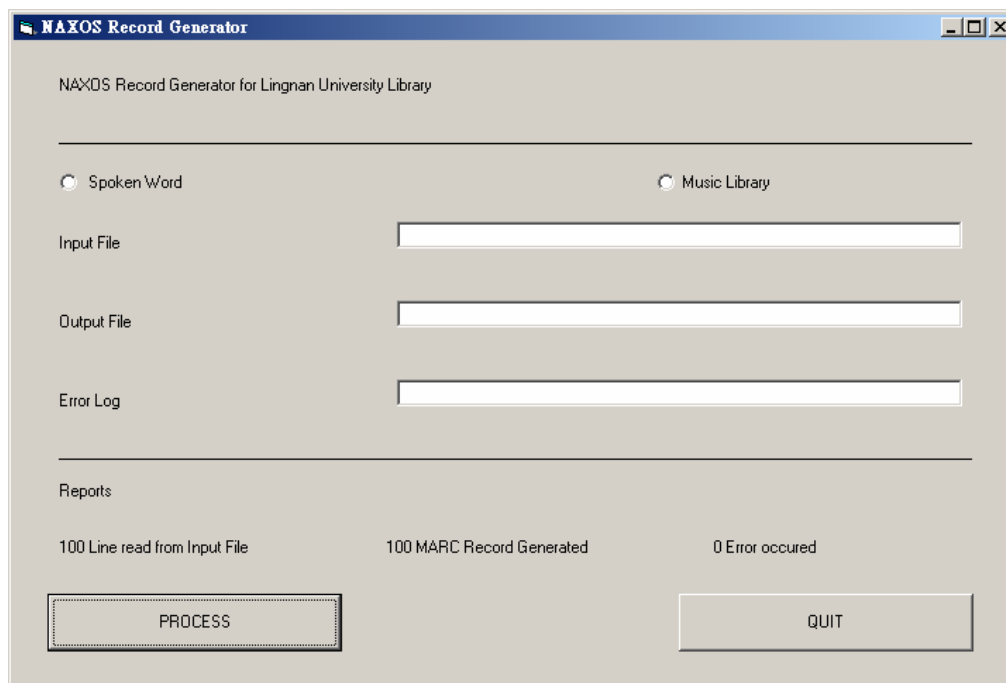 NAXOS Record Generator
NAXOS Record Generator for Lingnan University Library
Spoken Word
Music Library
Input File
Output File
Error Log
Reports
100 Line read from Input File
100 MARC Record Generated
0 Error occured
PROCESS
QUIT